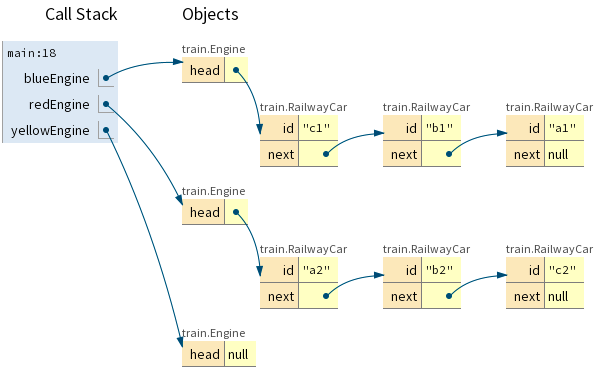 Call Stack
Objects
main:18
blueEngine
redEngine
yellowEngine
train.Engine
head
train.RailwayCar train.RailwayCar train.RailwayCar
id "c1" id "b1" id "a1"
next next next null
train.Engine
head
train.RailwayCar train.RailwayCar train.RailwayCar
id "a2" id "b2" id "c2"
next next next null
train.Engine
head null